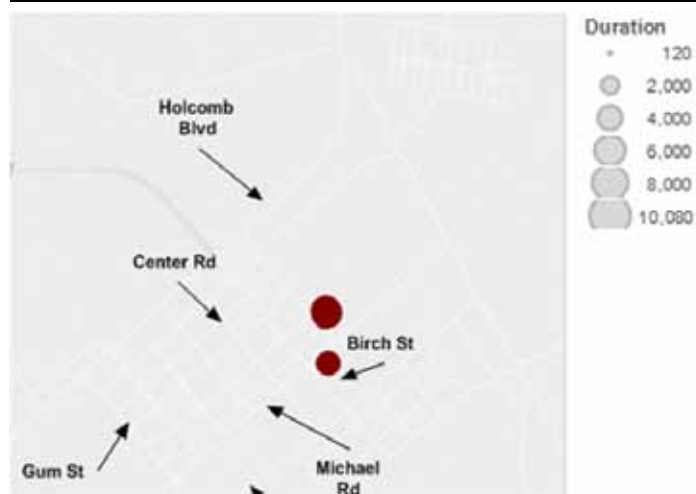 Duration
120
2,000
4,000
6,000
8,000
10,080
Holcomb
Blvd
Center Rd
Birch St
Gum St
Michael
Rd